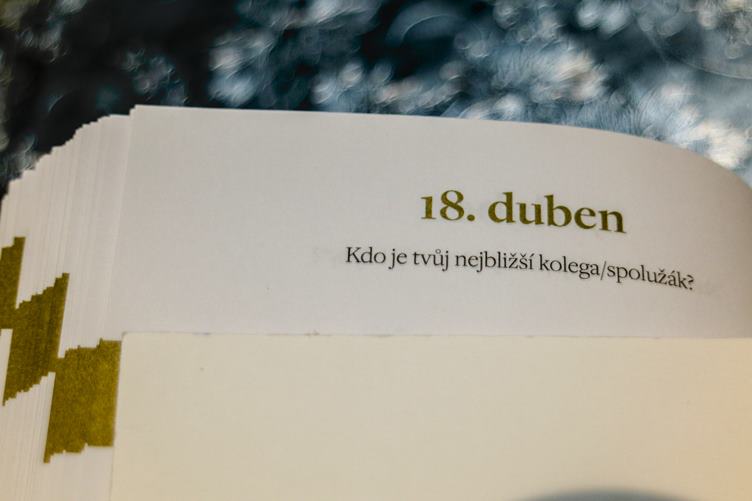 18. duben
Kdo je tvůj nejbližší kolega/spolužák?